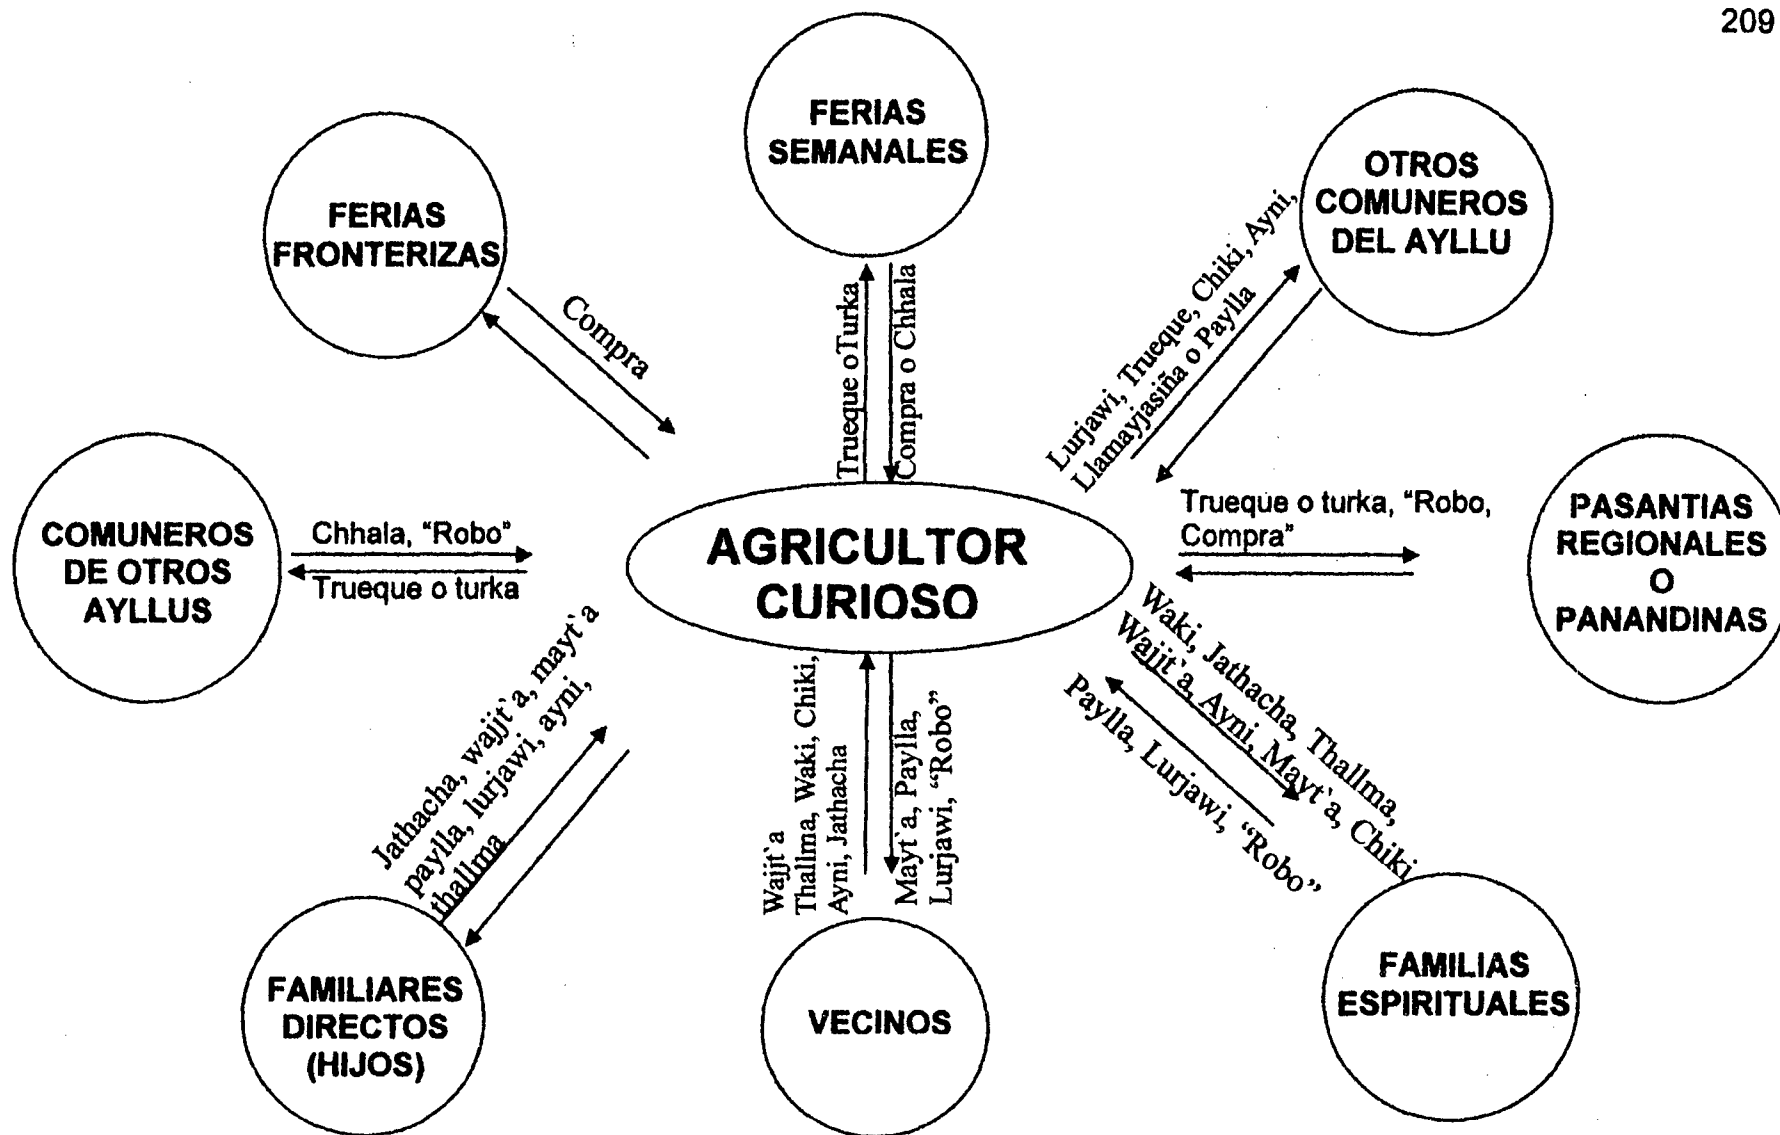 209
FERIAS
SEMANALES
FERIAS
FRONTERIZAS
OTROS
COMUNEROS
DEL AYLLU
Compra
Trueque oTurka
Compra o Chhala
Lurjawi, Trueque, Chiki, Ayni,
Llamayjasiña o Paylla
COMUNEROS
DE OTROS
AYLLUS
Chhala, “Robo”
Trueque o turka
AGRICULTOR
CURIOSO
Trueque o turka, “Robo,
Compra”
PASANTIAS
REGIONALES
O
PANANDINAS
Jathacha, wajjt`a, mayt`a
paylla, lurjawi, ayni,
thallma
Wajjt`a
Thallma, Waki, Chiki,
Ayni, Jathacha
Mayt`a, Paylla,
Lurjawi, “Robo”
Waki, Jathacha, Thallma,
Wajjt`a, Ayni, Mayt`a, Chiki
Paylla, Lurjawi, “Robo”
FAMILIARES
DIRECTOS
(HIJOS)
VECINOS
FAMILIAS
ESPIRITUALES